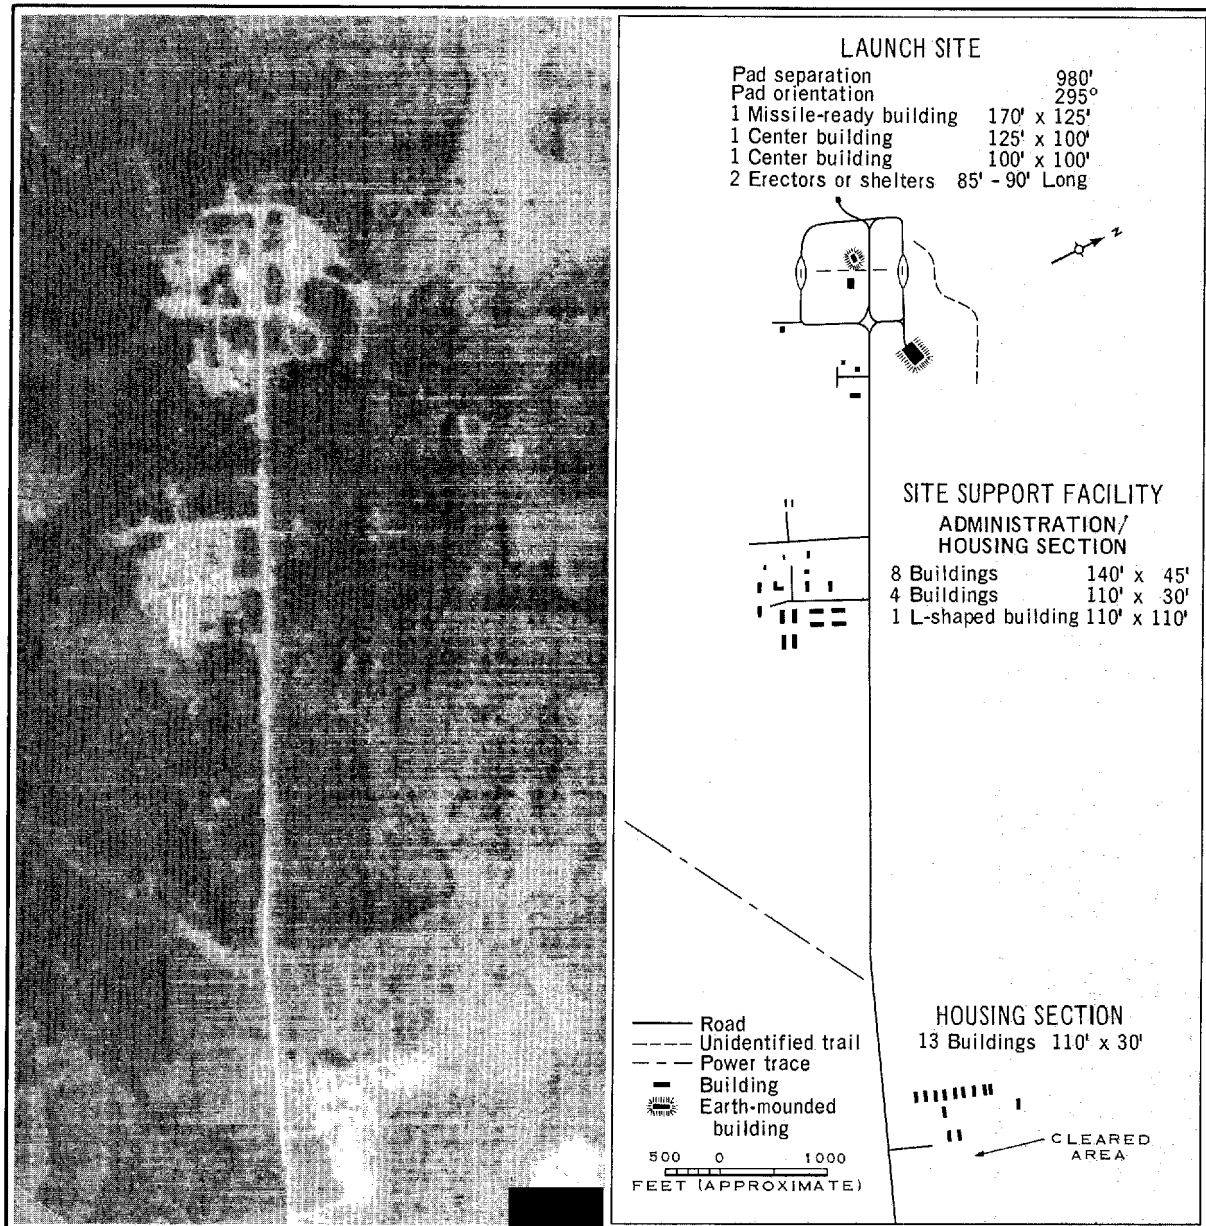 LAUNCH SITE
Pad separation 980'
Pad orientation 295°
1 Missile-ready building 170' x 125'
1 Center building 125' x 100'
1 Center building 100' x 100'
2 Erectors or shelters 85' - 90' Long
N
SITE SUPPORT FACILITY
ADMINISTRATION/
HOUSING SECTION
8 Buildings 140' x 45'
4 Buildings 110' x 30'
1 L-shaped building 110' x 110'
HOUSING SECTION
13 Buildings 110' x 30'
Road
Unidentified trail
Power trace
Building
Earth-mounded
building
CLEARED
AREA
500 0 1000
FEET (APPROXIMATE)